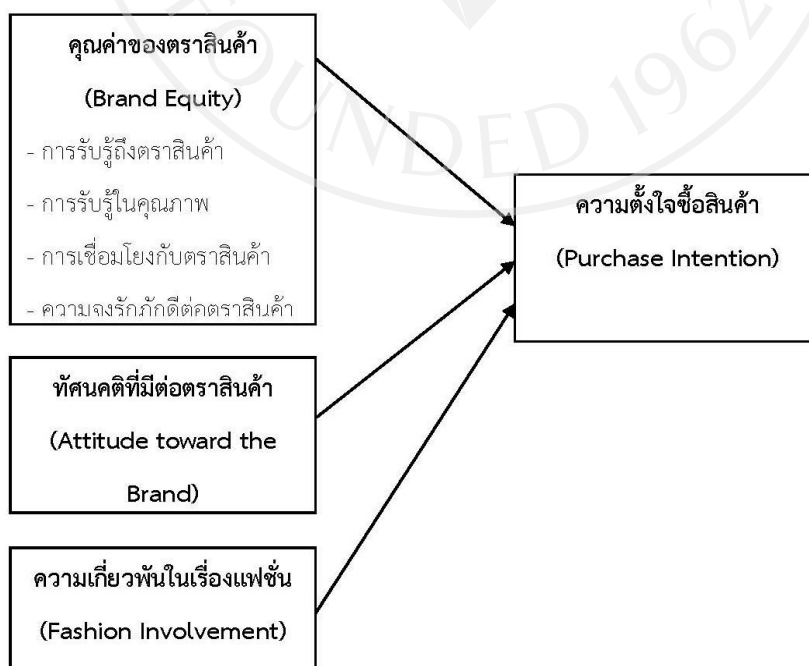 FOUNDED 1962
คุณค่าของตราสินค้า
(Brand Equity)
- การรับรู้ถึงตราสินค้า
- การรับรู้ในคุณภาพ
- การเชื่อมโยงกับตราสินค้า
- ความจงรักภักดีต่อตราสินค้า
ทัศนคติที่มีต่อตราสินค้า
(Attitude toward the
Brand)
ความเกี่ยวพันในเรื่องแฟชั่น
(Fashion Involvement)
ความตั้งใจซื้อสินค้า
(Purchase Intention)